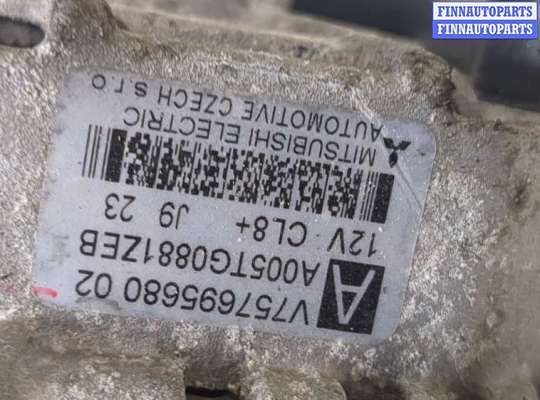 FINNAUTOPARTS
FINNAUTOPARTS
V757695680 02
A
A005TG0881ZEB
12V CL8+ J9 23
MITSUBISHI ELECTRIC
AUTOMOTIVE CZECH s.r.o